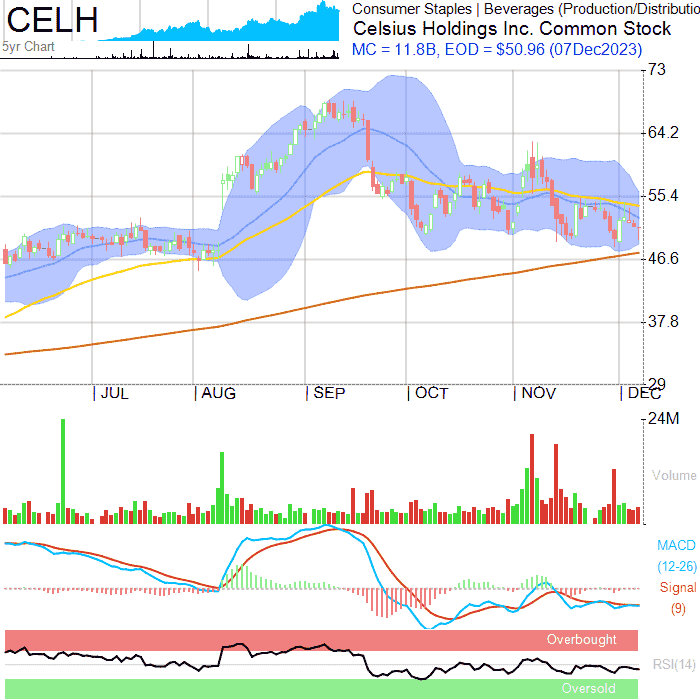 CELH
5yr Chart
Consumer Staples | Beverages (Production/Distributio
Celsius Holdings Inc. Common Stock
MC = 11.8B, EOD = $50.96 (07Dec2023)
73
64.2
55.4
46.6
37.8
29
JUL AUG SEP OCT NOV DEC
24M
Volume
MACD
(12-26)
Signal
(9)
Overbought
RSI(14)
Oversold